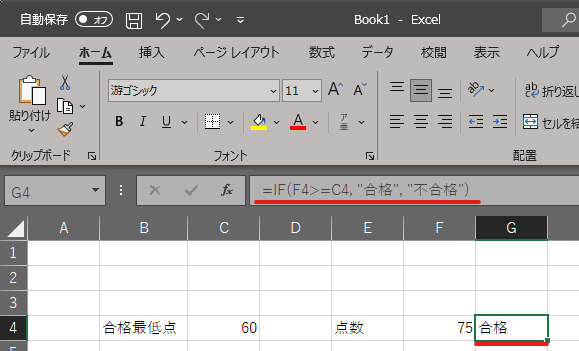 自動保存 オフ Book1 - Excel
ファイル ホーム 挿入 ページ レイアウト 数式 データ 校閲 表示 ヘルプ
貼り付け 游ゴシック 11 A A ab 折り返し
B I U A ア 亜 セルを結
クリップボード フォント 配置
G4 fx =IF(F4>=C4, "合格", "不合格")
A B C D E F G
1
2
3
4 合格最低点 60 点数 75 合格
5